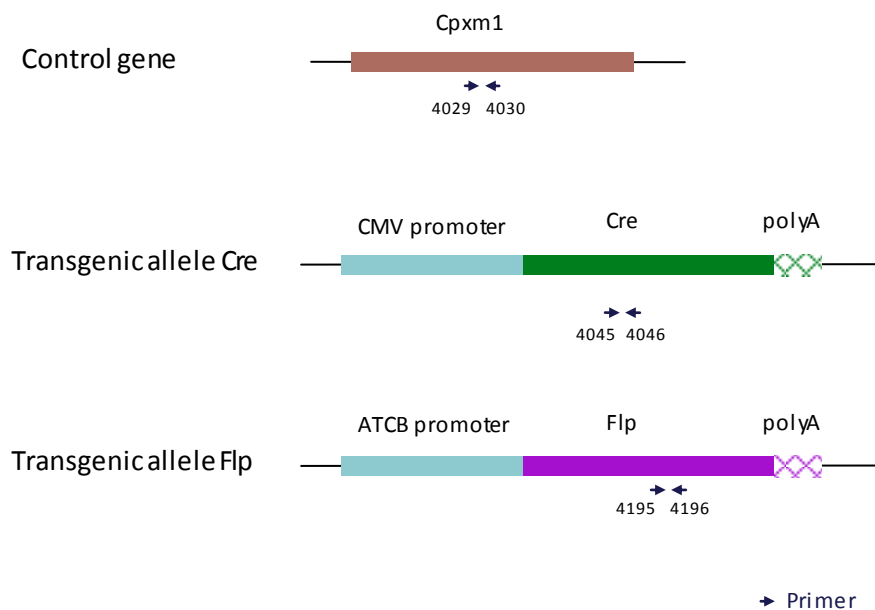 Cpxm1
Control gene
4029 4030
CMV promoter Cre polyA
Transgenic allele Cre
4045 4046
ATCB promoter Flp polyA
Transgenic allele Flp
4195 4196
Primer